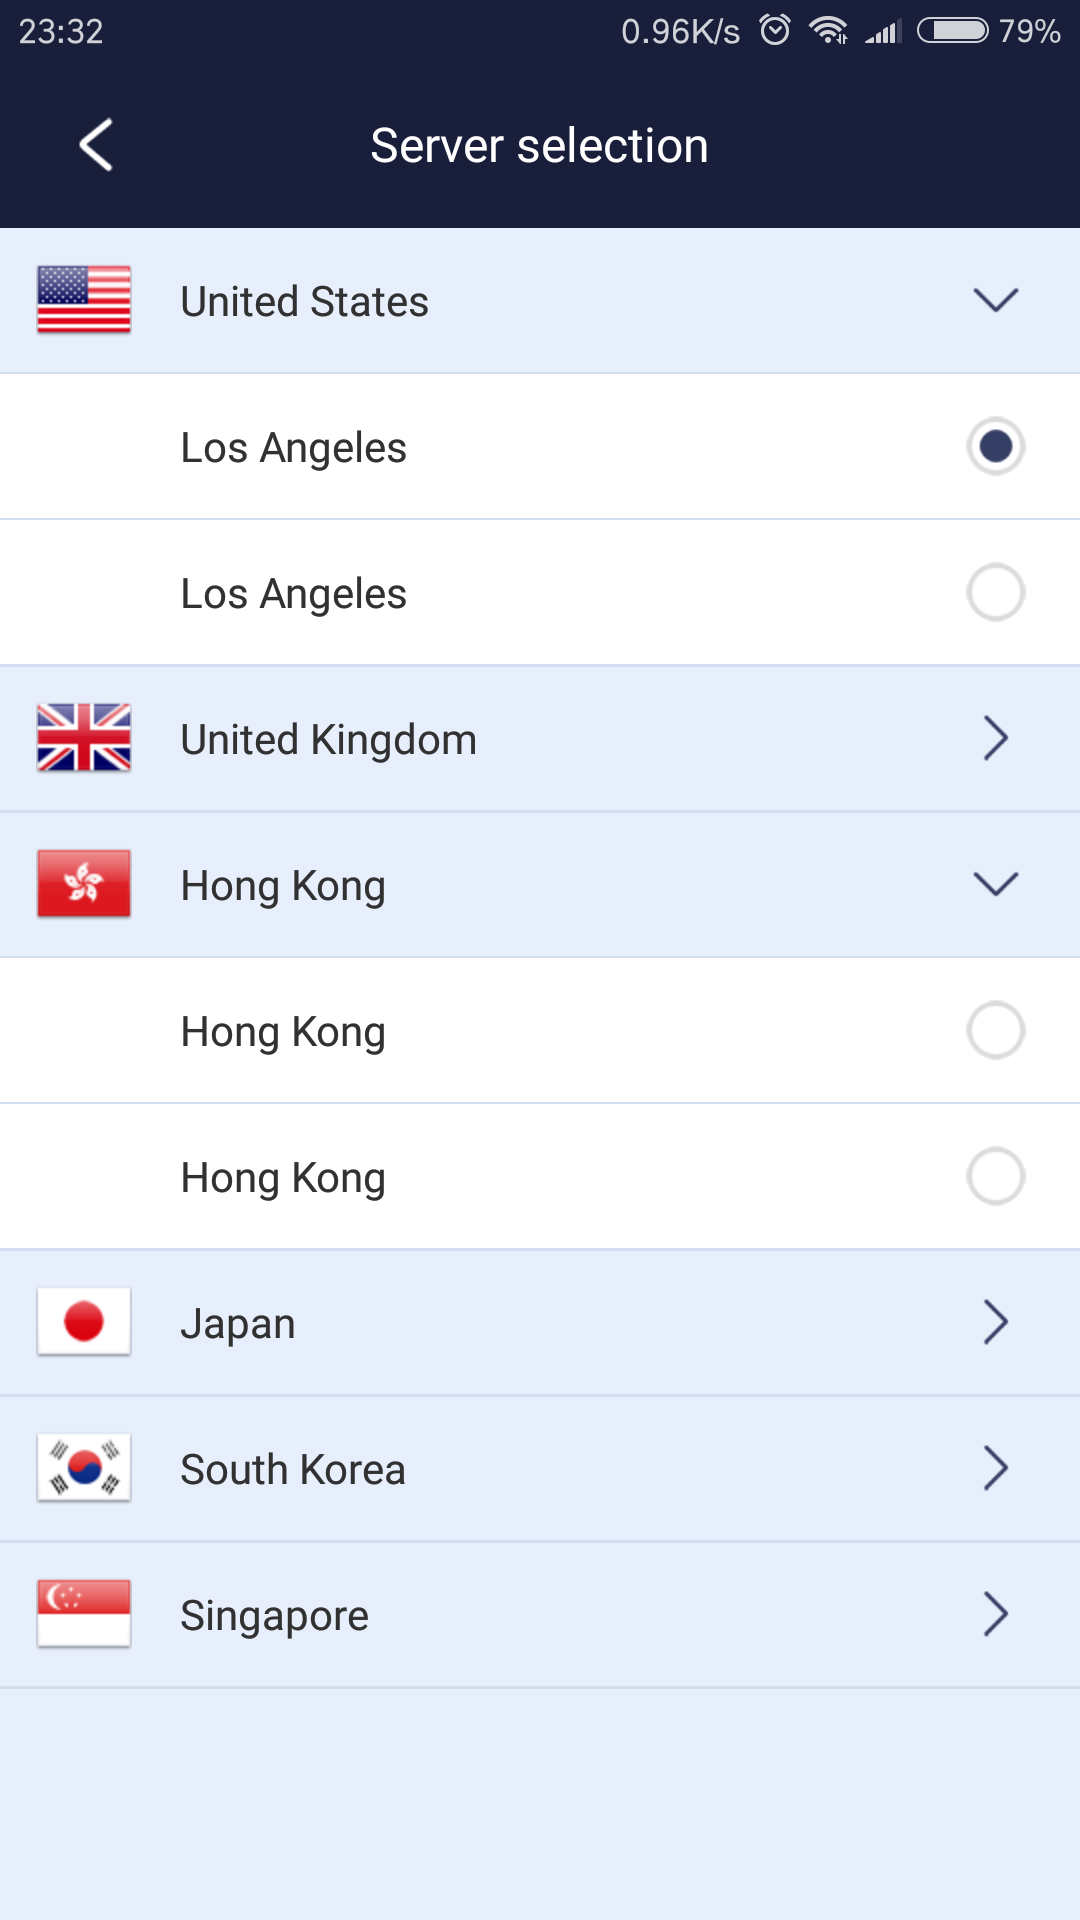 23:32 0.96K/s 79%
Server selection
United States
Los Angeles
Los Angeles
United Kingdom
Hong Kong
Hong Kong
Hong Kong
Japan
South Korea
Singapore